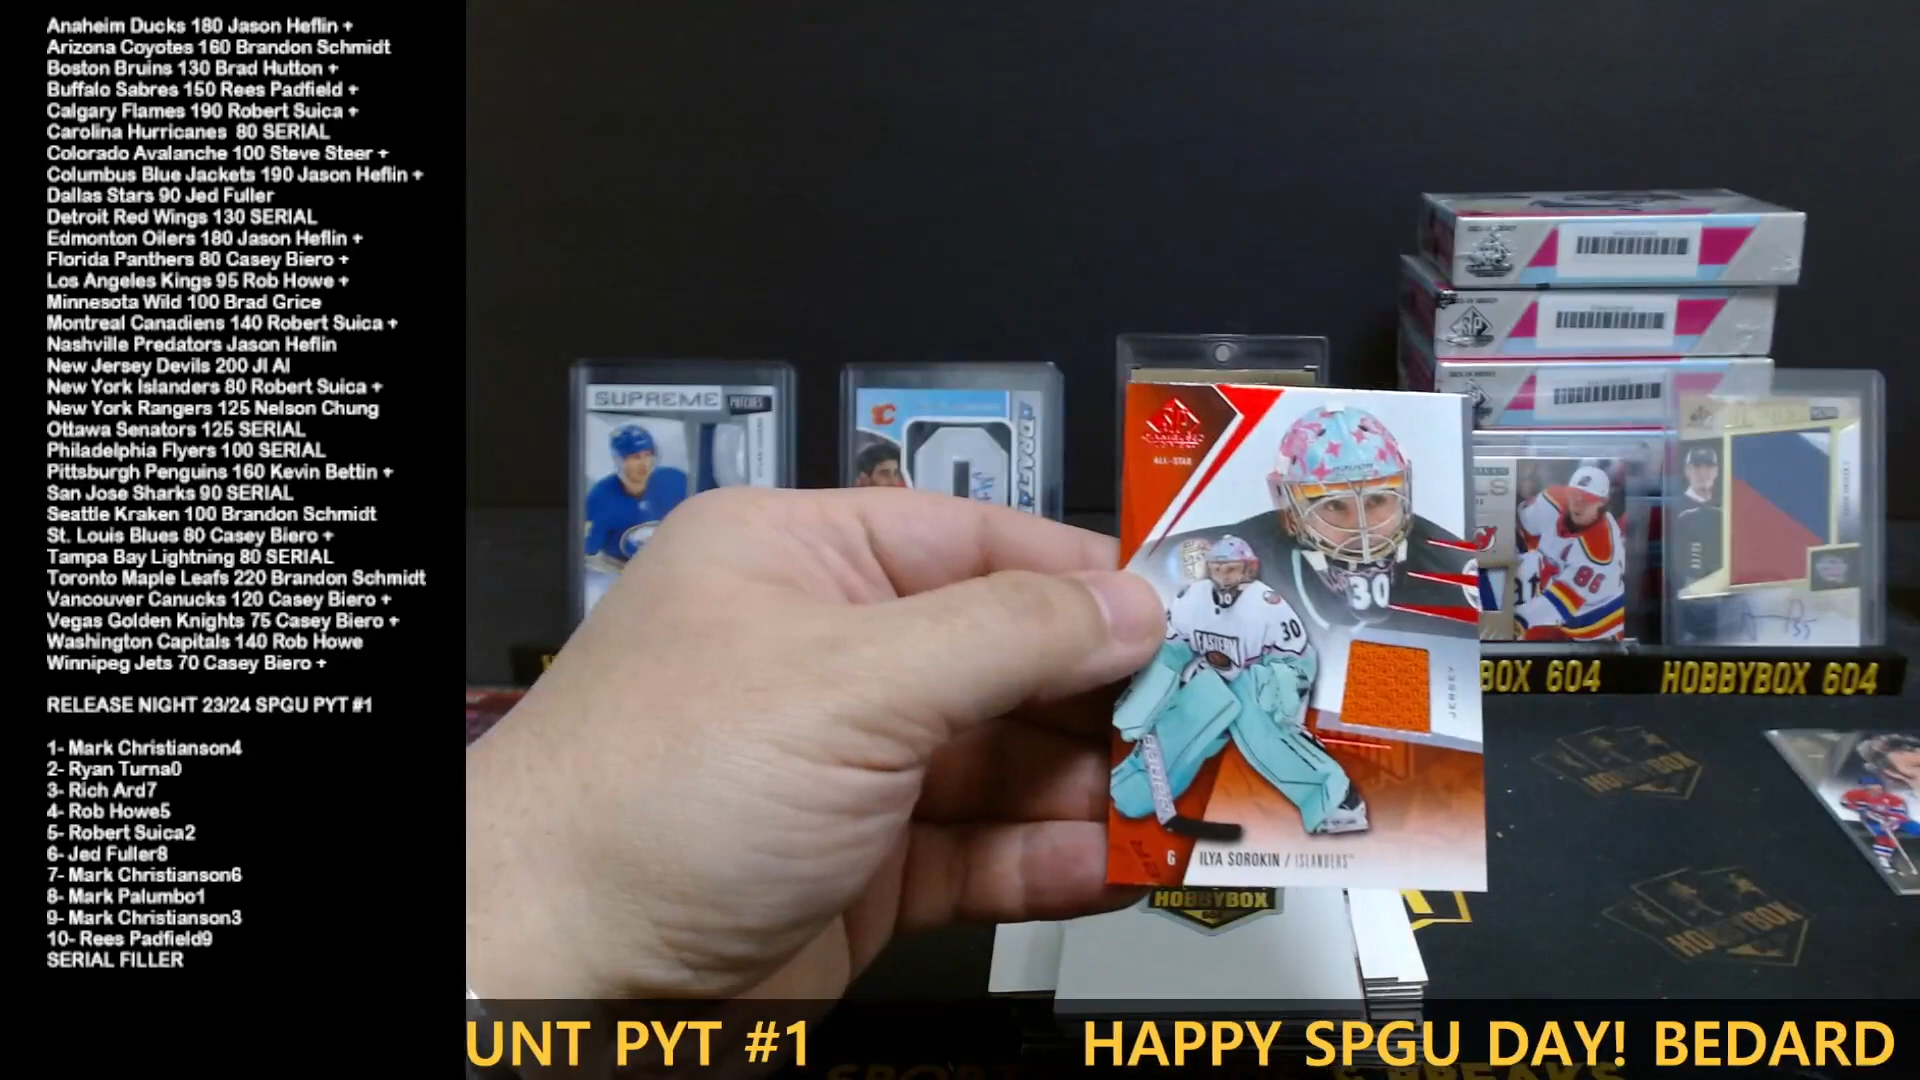 Anaheim Ducks 180 Jason Heflin +
Arizona Coyotes 160 Brandon Schmidt
Boston Bruins 130 Brad Hutton +
Buffalo Sabres 150 Rees Padfield +
Calgary Flames 190 Robert Suica +
Carolina Hurricanes 80 SERIAL
Colorado Avalanche 100 Steve Steer +
Columbus Blue Jackets 190 Jason Heflin +
Dallas Stars 90 Jed Fuller
Detroit Red Wings 130 SERIAL
Edmonton Oilers 180 Jason Heflin +
Florida Panthers 80 Casey Biero +
Los Angeles Kings 95 Rob Howe +
Minnesota Wild 100 Brad Grice
Montreal Canadiens 140 Robert Suica +
Nashville Predators Jason Heflin
New Jersey Devils 200 JI AI
New York Islanders 80 Robert Suica +
New York Rangers 125 Nelson Chung
Ottawa Senators 125 SERIAL
Philadelphia Flyers 100 SERIAL
Pittsburgh Penguins 160 Kevin Bettin +
San Jose Sharks 90 SERIAL
Seattle Kraken 100 Brandon Schmidt
St. Louis Blues 80 Casey Biero +
Tampa Bay Lightning 80 SERIAL
Toronto Maple Leafs 220 Brandon Schmidt
Vancouver Canucks 120 Casey Biero +
Vegas Golden Knights 75 Casey Biero +
Washington Capitals 140 Rob Howe
Winnipeg Jets 70 Casey Biero +
RELEASE NIGHT 23/24 SPGU PYT #1
1- Mark Christianson4
2- Ryan Turna0
3- Rich Ard7
4- Rob Howe5
5- Robert Suica2
6- Jed Fuller8
7- Mark Christianson6
8- Mark Palumbo1
9- Mark Christianson3
10- Rees Padfield9
SERIAL FILLER
SUPREME
PATCHES
SP
ALL-STAR
30
30
EASTERN
JERSEY
G ILYA SOROKIN / ISLANDERS
86
BOX 604
HOBBYBOX 604
HOBBYBOX
HOBBYBOX
HOBBYBOX
UNT PYT #1
HAPPY SPGU DAY! BEDARD